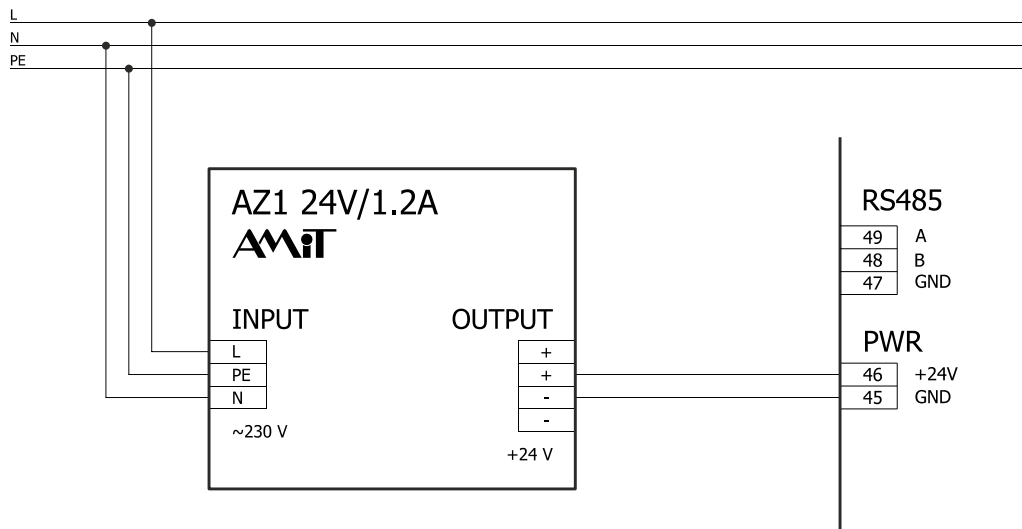 L
N
PE
AZ1 24V/1.2A
AMiT
INPUT
OUTPUT
L
PE
N
~230 V
+
+
-
-
+24 V
RS485
49 A
48 B
47 GND
PWR
46 +24V
45 GND